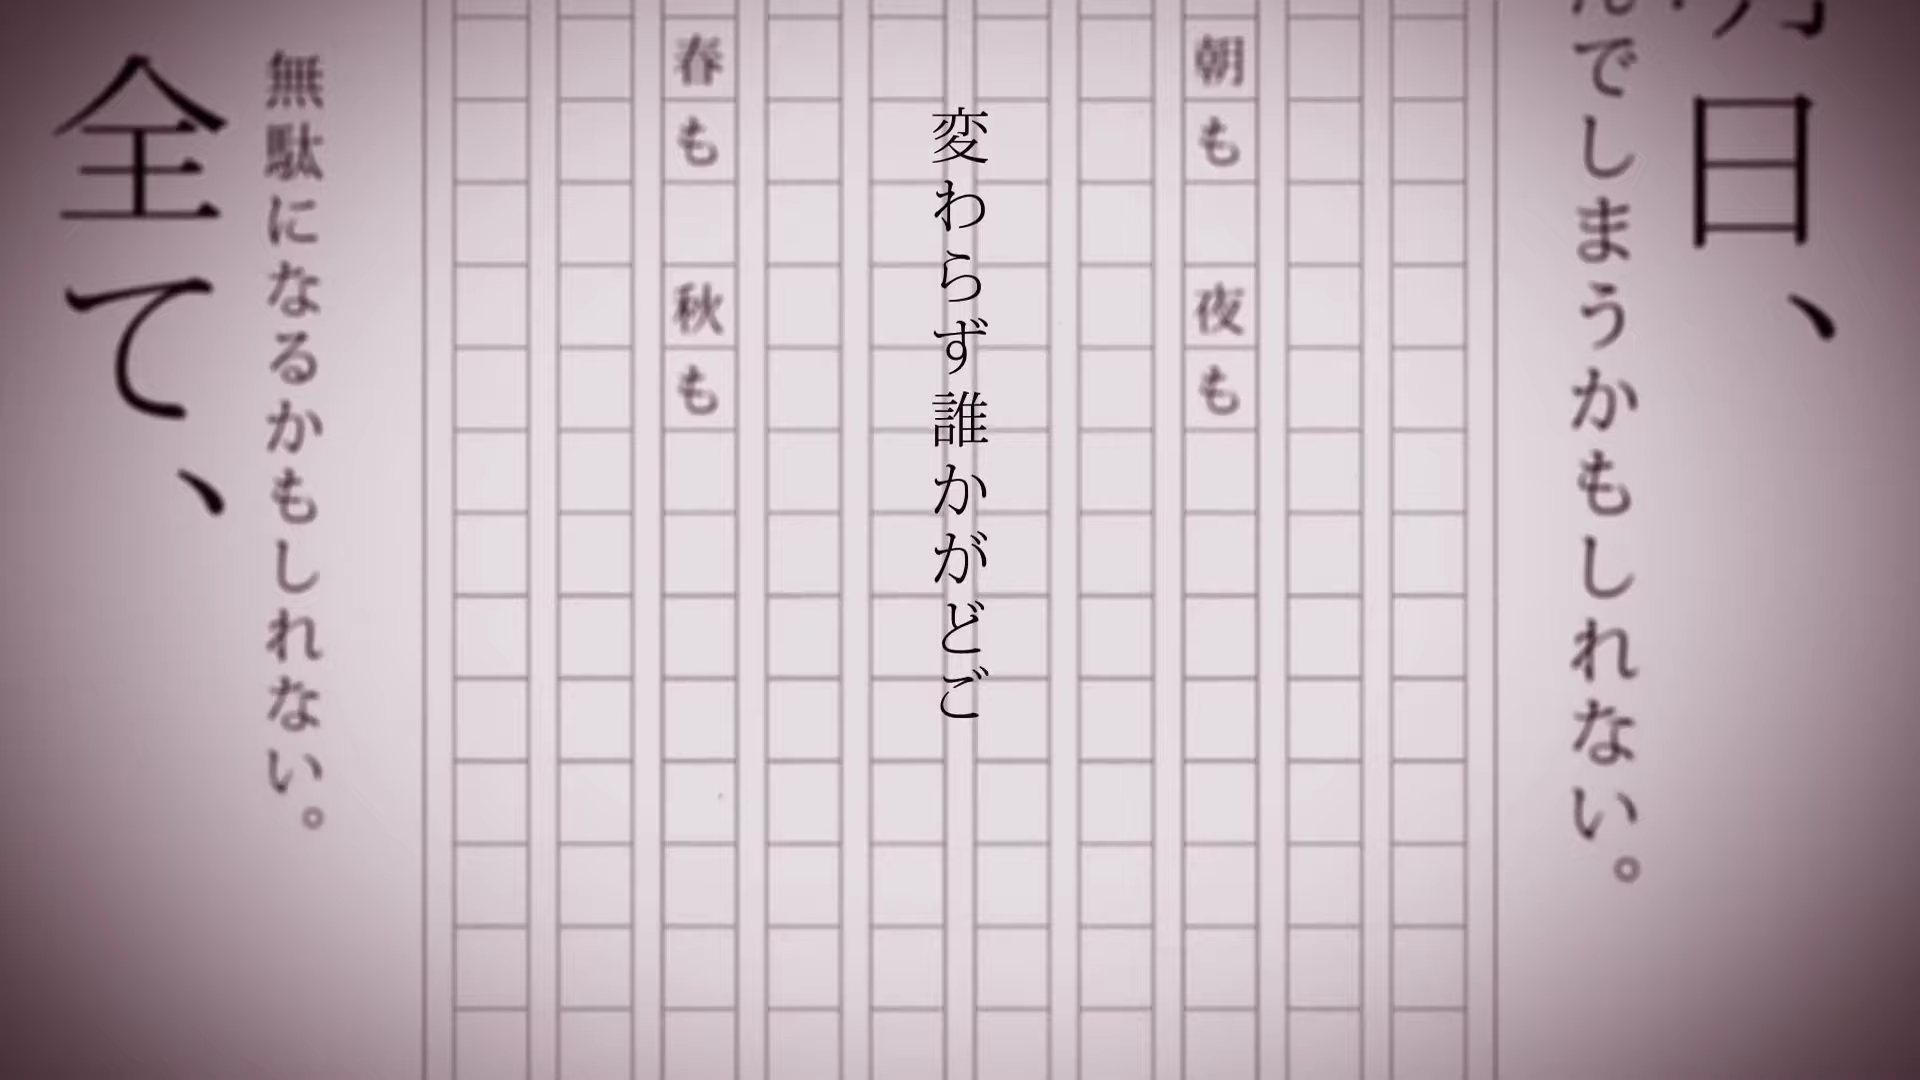 明日、
んでしまうかもしれない。
朝も 夜も
変わらず誰かがどご
春も 秋も
無駄になるかもしれない。
全て、